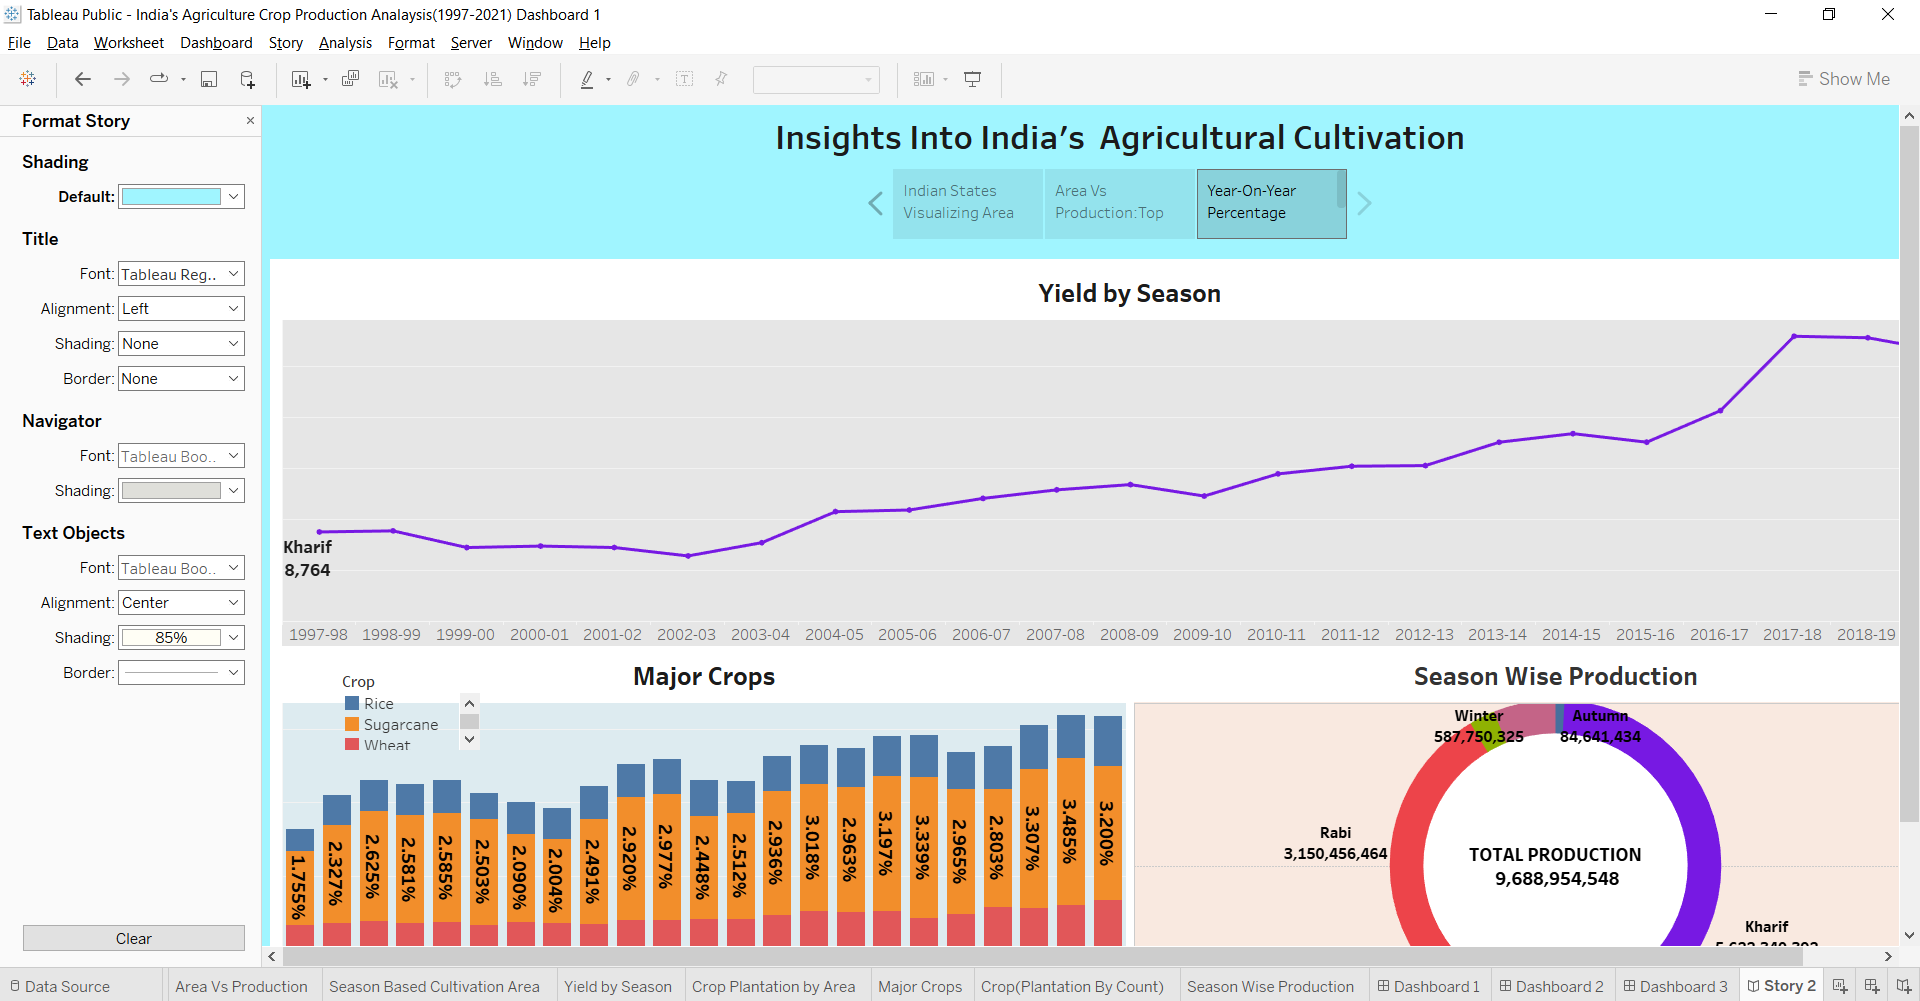 Tableau Public - India's Agriculture Crop Production Analaysis(1997-2021) Dashboard 1
File Data Worksheet Dashboard Story Analysis Format Server Window Help
Show Me
Format Story
Shading
Default:
Title
Font: Tableau Reg..
Alignment: Left
Shading: None
Border: None
Navigator
Font: Tableau Boo..
Shading:
Text Objects
Font: Tableau Boo..
Alignment: Center
Shading: 85%
Border:
Clear
Insights Into India’s Agricultural Cultivation
Indian States
Visualizing Area
Area Vs
Production:Top
Year-On-Year
Percentage
Yield by Season
Kharif
8,764
1997-98 1998-99 1999-00 2000-01 2001-02 2002-03 2003-04 2004-05 2005-06 2006-07 2007-08 2008-09 2009-10 2010-11 2011-12 2012-13 2013-14 2014-15 2015-16 2016-17 2017-18 2018-19
Major Crops
Crop
Rice
Sugarcane
Wheat
1.755% 2.327% 2.625% 2.581% 2.585% 2.503% 2.090% 2.004% 2.491% 2.920% 2.977% 2.448% 2.512% 2.936% 3.018% 2.963% 3.197% 3.339% 2.965% 2.803% 3.307% 3.485% 3.200%
Season Wise Production
Winter
587,750,325
Autumn
84,641,434
Rabi
3,150,456,464
TOTAL PRODUCTION
9,688,954,548
Kharif
Data Source Area Vs Production Season Based Cultivation Area Yield by Season Crop Plantation by Area Major Crops Crop(Plantation By Count) Season Wise Production Dashboard 1 Dashboard 2 Dashboard 3 Story 2